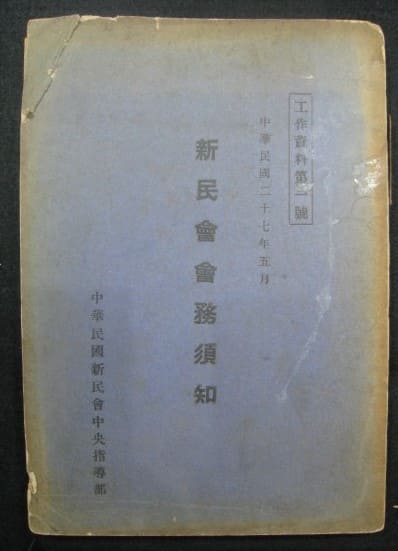 工作資料第二號
中華民國二十七年五月
新民會會務須知
中華民國新民會中央指導部